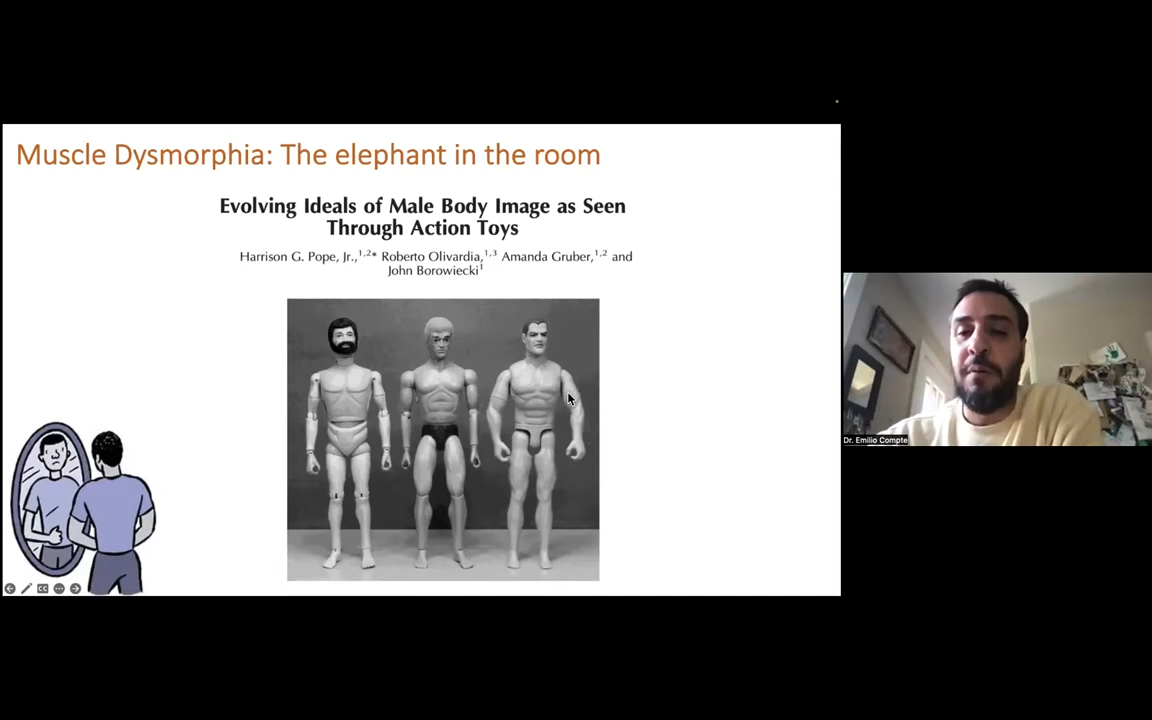 Muscle Dysmorphia: The elephant in the room
Evolving Ideals of Male Body Image as Seen
Through Action Toys
Harrison G. Pope, Jr.,1,2* Roberto Olivardia,1,3 Amanda Gruber,1,2 and
John Borowiecki1
Dr. Emilio Compte